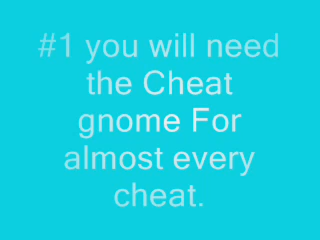 #1 you will need
the Cheat
gnome For
almost every
cheat.